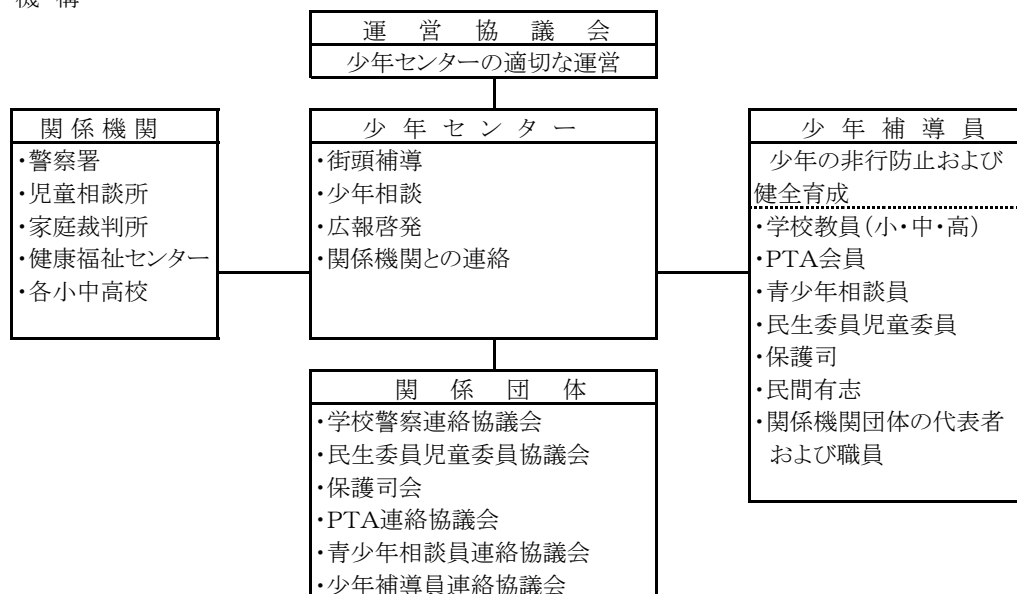 機 構
運営協議会
少年センターの適切な運営
関係機関
・警察署
・児童相談所
・家庭裁判所
・健康福祉センター
・各小中高校
少年センター
・街頭補導
・少年相談
・広報啓発
・関係機関との連絡
少年補導員
少年の非行防止および
健全育成
・学校教員(小・中・高)
・PTA会員
・青少年相談員
・民生委員児童委員
・保護司
・民間有志
・関係機関団体の代表者
および職員
関係団体
・学校警察連絡協議会
・民生委員児童委員協議会
・保護司会
・PTA連絡協議会
・青少年相談員連絡協議会
・少年補導員連絡協議会